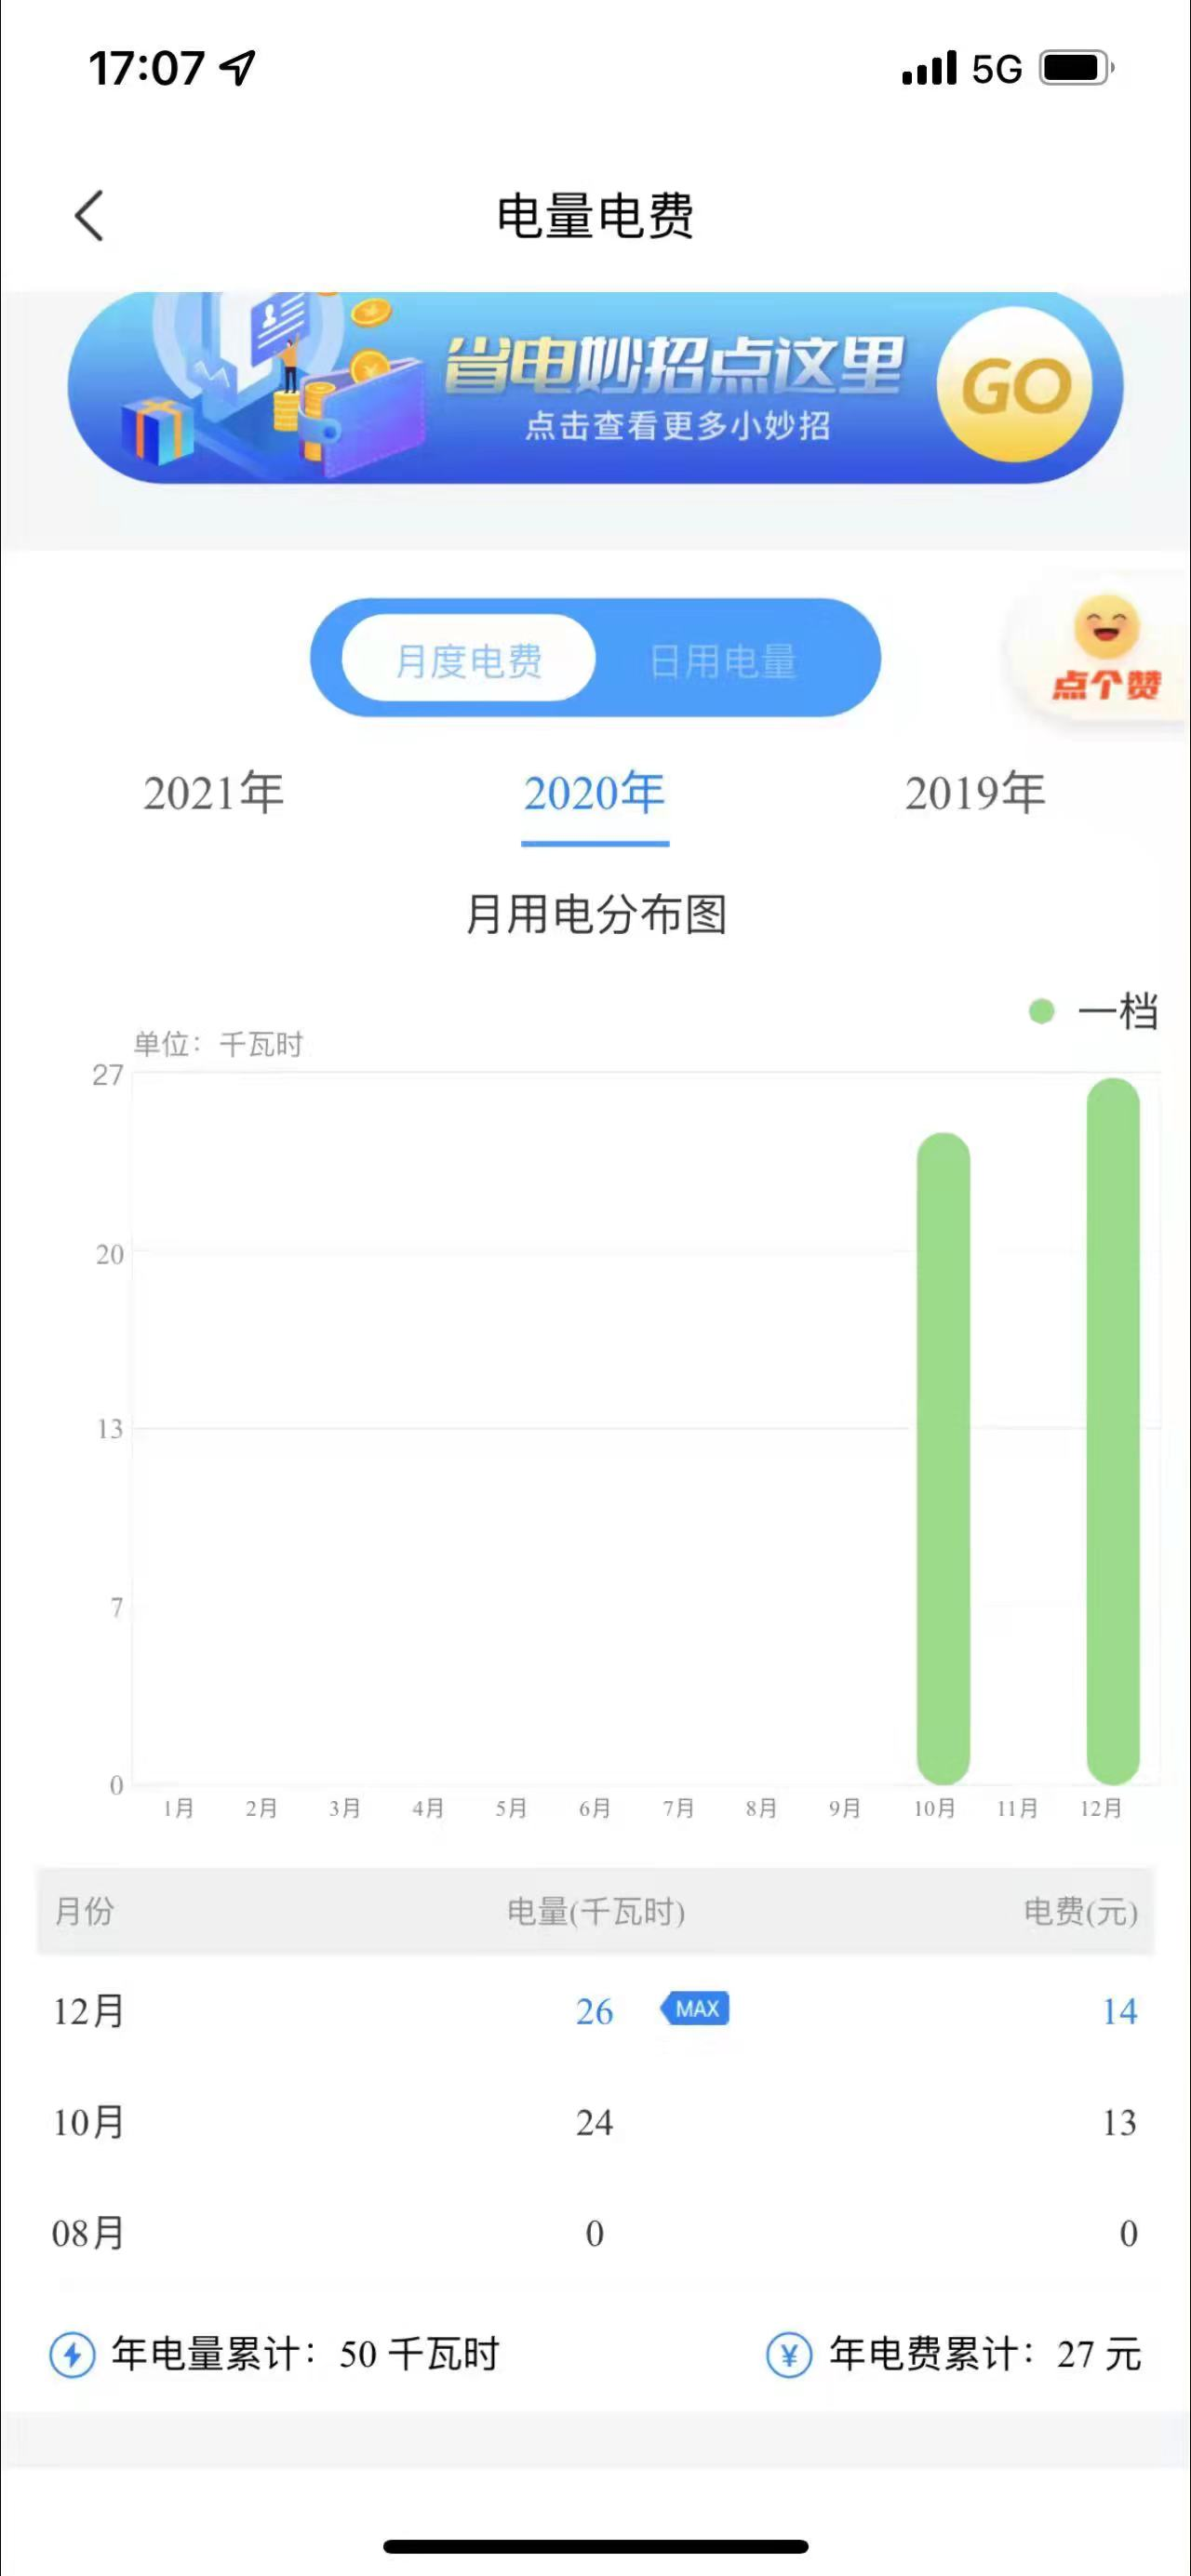 17:07 5G
电量电费
省电妙招点这里 GO
点击查看更多小妙招
月度电费 日用电量
点个赞
2021年 2020年 2019年
月用电分布图
一档
单位：千瓦时
27
20
13
7
0
1月 2月 3月 4月 5月 6月 7月 8月 9月 10月 11月 12月
月份 电量(千瓦时) 电费(元)
12月 26 MAX 14
10月 24 13
08月 0 0
年电量累计：50 千瓦时 ¥ 年电费累计：27 元